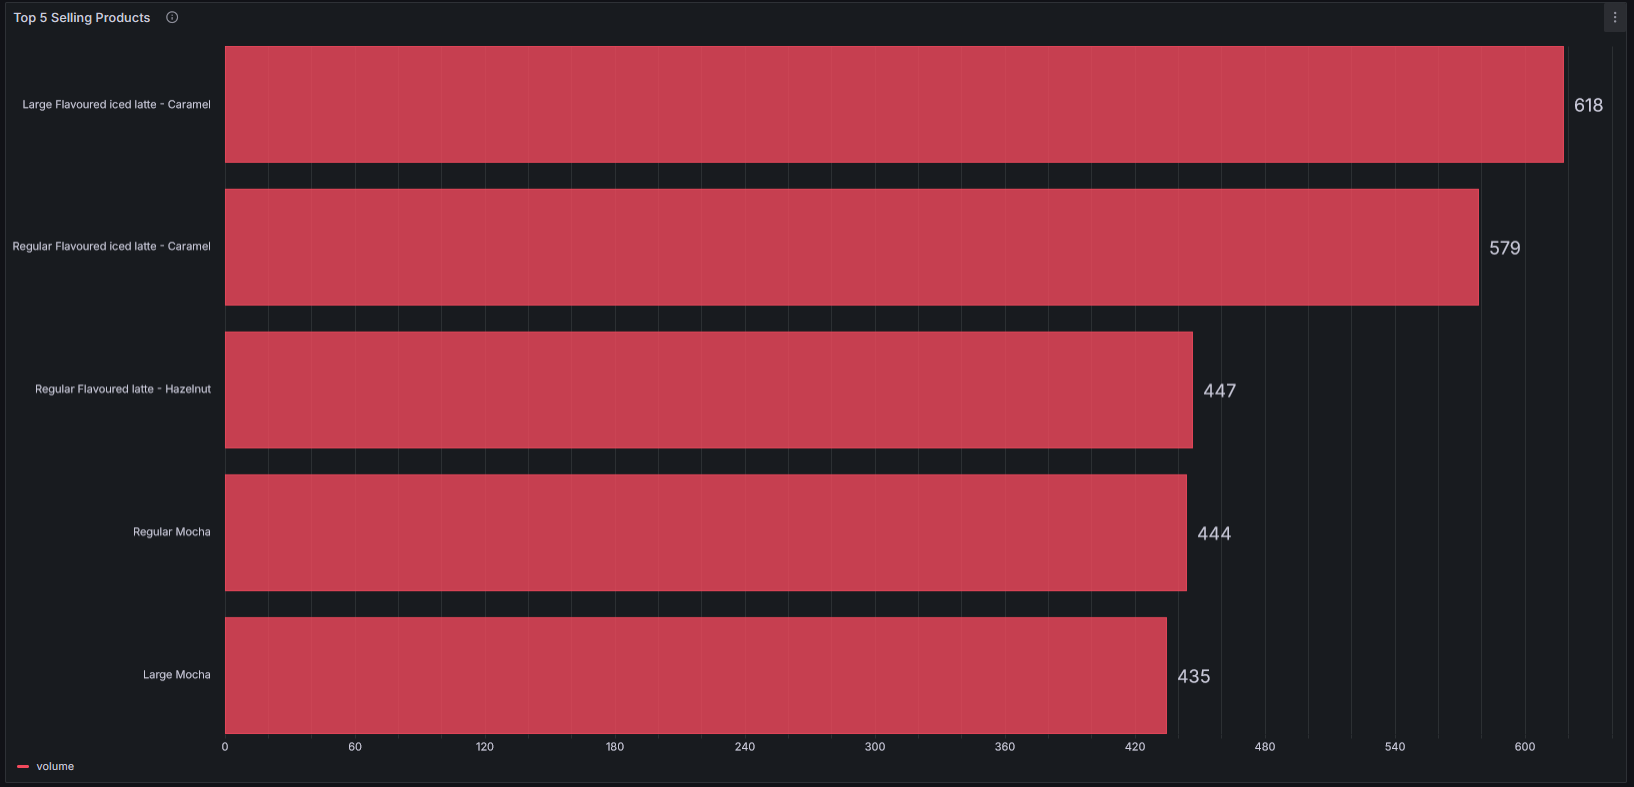 Top 5 Selling Products
Large Flavoured iced latte - Caramel
618
Regular Flavoured iced latte - Caramel
579
Regular Flavoured latte - Hazelnut
447
Regular Mocha
444
Large Mocha
435
0 60 120 180 240 300 360 420 480 540 600
volume